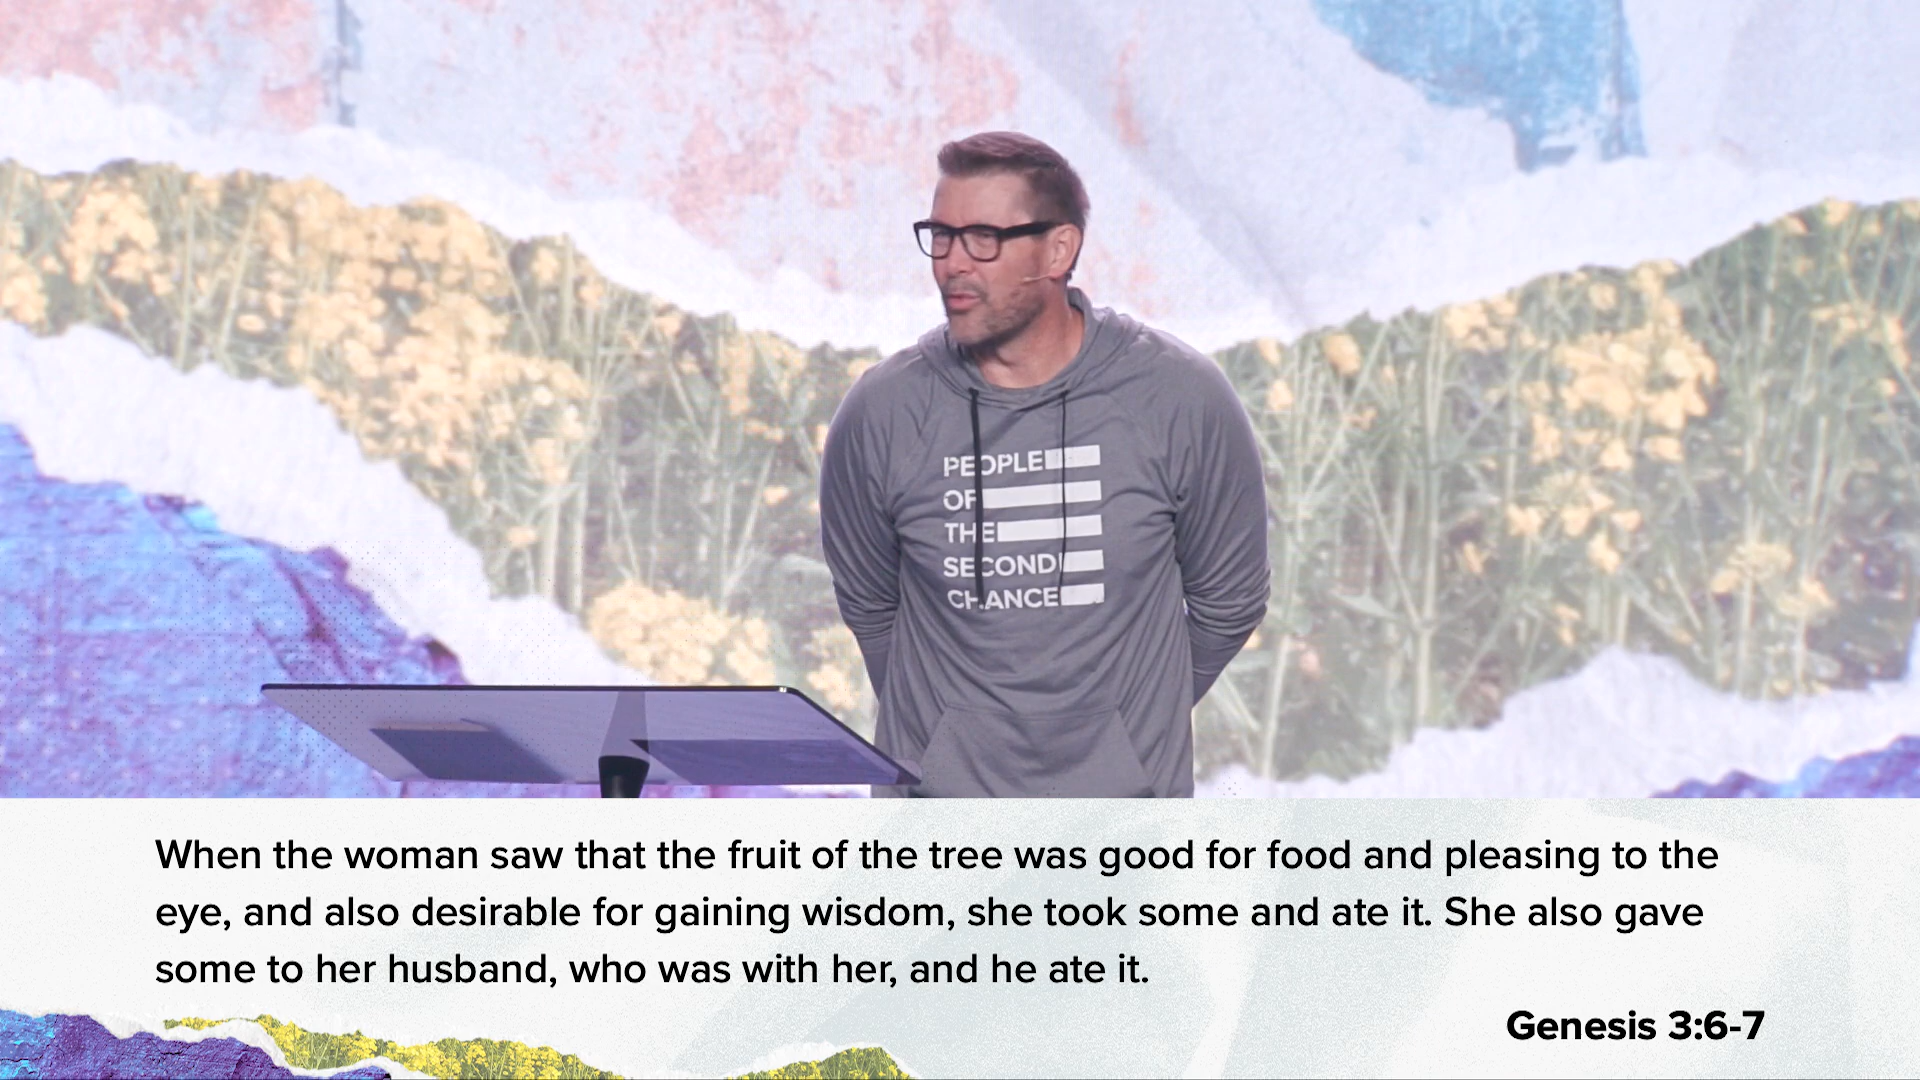 PEOPLE
OF
THE
SECOND
CHANCE
When the woman saw that the fruit of the tree was good for food and pleasing to the
eye, and also desirable for gaining wisdom, she took some and ate it. She also gave
some to her husband, who was with her, and he ate it.
Genesis 3:6-7